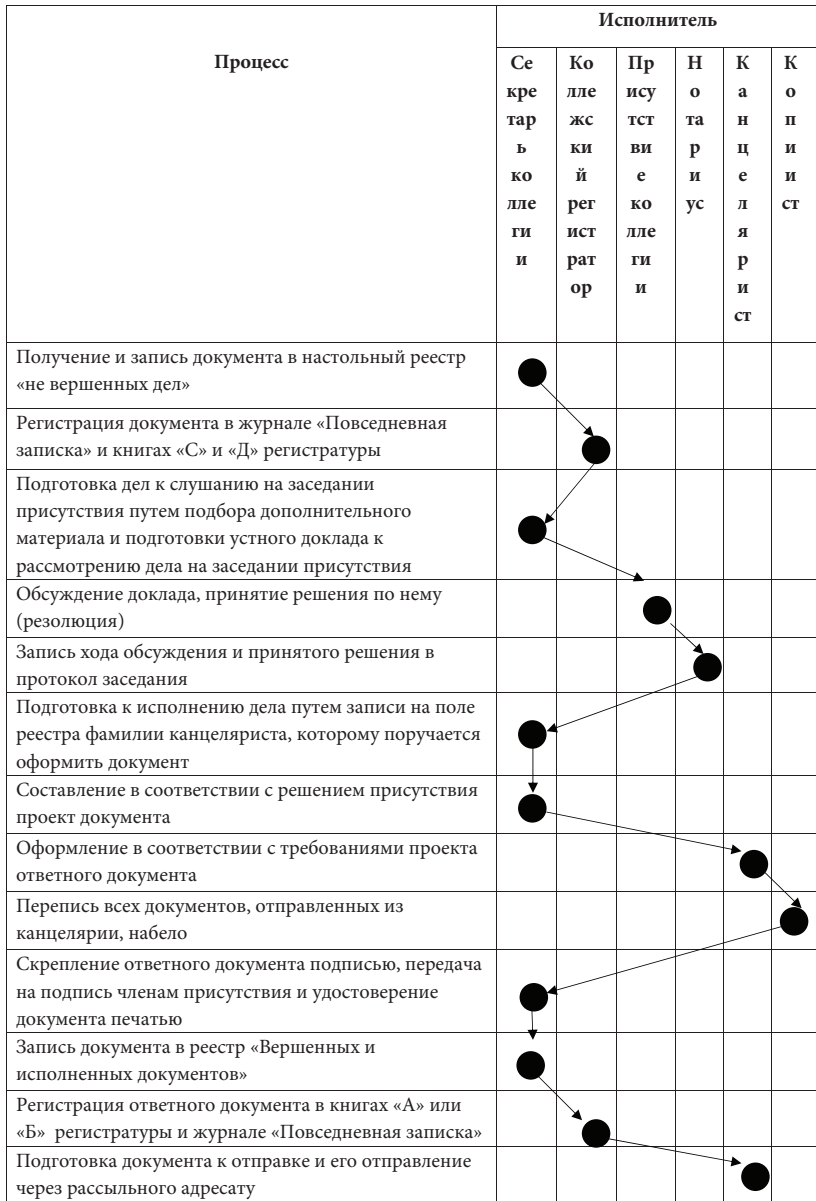 Процесс
Исполнитель
Се
кре
тар
ь
ко
лле
ги
и
Ко
лле
жс
ки
й
рег
ист
рат
ор
Пр
ису
тст
ви
е
ко
лле
ги
и
Н
о
та
р
и
ус
К
а
н
ц
е
л
я
р
и
ст
К
о
п
и
и
ст
Получение и запись документа в настольный реестр
«не вершенных дел»
Регистрация документа в журнале «Повседневная
записка» и книгах «С» и «Д» регистратуры
Подготовка дел к слушанию на заседании
присутствия путем подбора дополнительного
материала и подготовки устного доклада к
рассмотрению дела на заседании присутствия
Обсуждение доклада, принятие решения по нему
(резолюция)
Запись хода обсуждения и принятого решения в
протокол заседания
Подготовка к исполнению дела путем записи на поле
реестра фамилии канцеляриста, которому поручается
оформить документ
Составление в соответствии с решением присутствия
проект документа
Оформление в соответствии с требованиями проекта
ответного документа
Перепись всех документов, отправленных из
канцелярии, набело
Скрепление ответного документа подписью, передача
на подпись членам присутствия и удостоверение
документа печатью
Запись документа в реестр «Вершенных и
исполненных документов»
Регистрация ответного документа в книгах «А» или
«Б» регистратуры и журнале «Повседневная записка»
Подготовка документа к отправке и его отправление
через рассыльного адресату